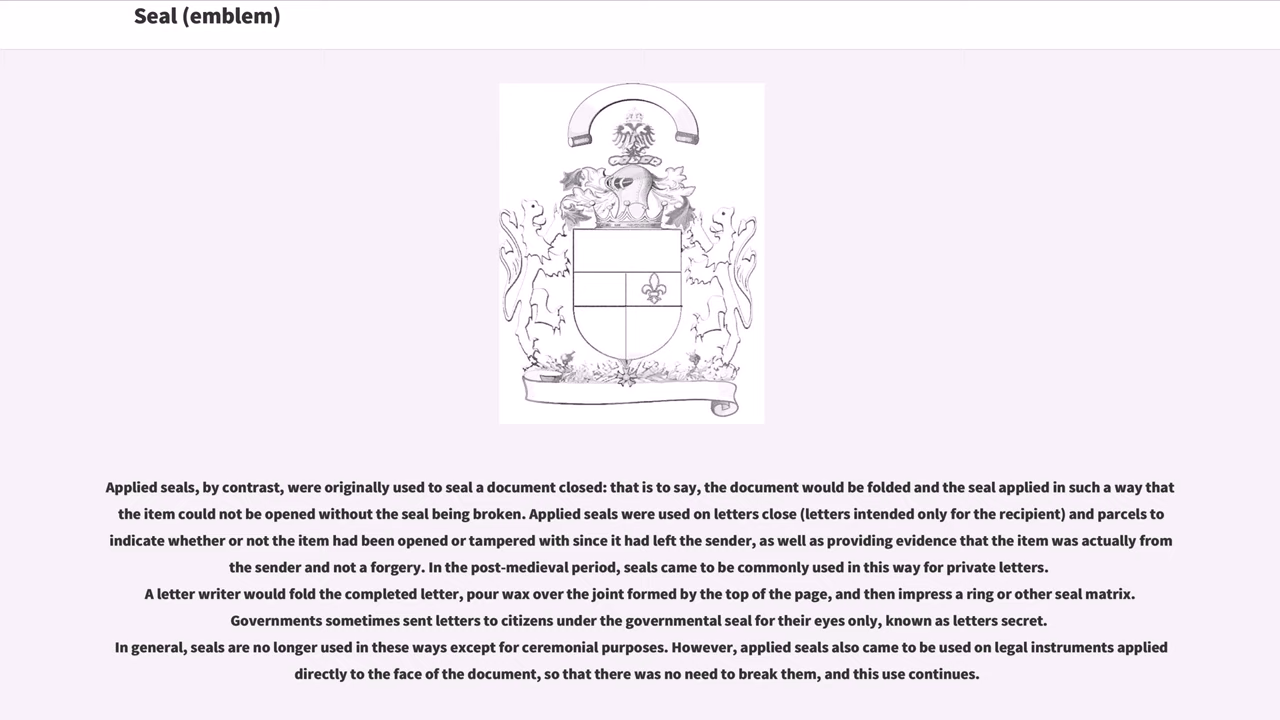 Seal (emblem)
Applied seals, by contrast, were originally used to seal a document closed: that is to say, the document would be folded and the seal applied in such a way that
the item could not be opened without the seal being broken. Applied seals were used on letters close (letters intended only for the recipient) and parcels to
indicate whether or not the item had been opened or tampered with since it had left the sender, as well as providing evidence that the item was actually from
the sender and not a forgery. In the post-medieval period, seals came to be commonly used in this way for private letters.
A letter writer would fold the completed letter, pour wax over the joint formed by the top of the page, and then impress a ring or other seal matrix.
Governments sometimes sent letters to citizens under the governmental seal for their eyes only, known as letters secret.
In general, seals are no longer used in these ways except for ceremonial purposes. However, applied seals also came to be used on legal instruments applied
directly to the face of the document, so that there was no need to break them, and this use continues.